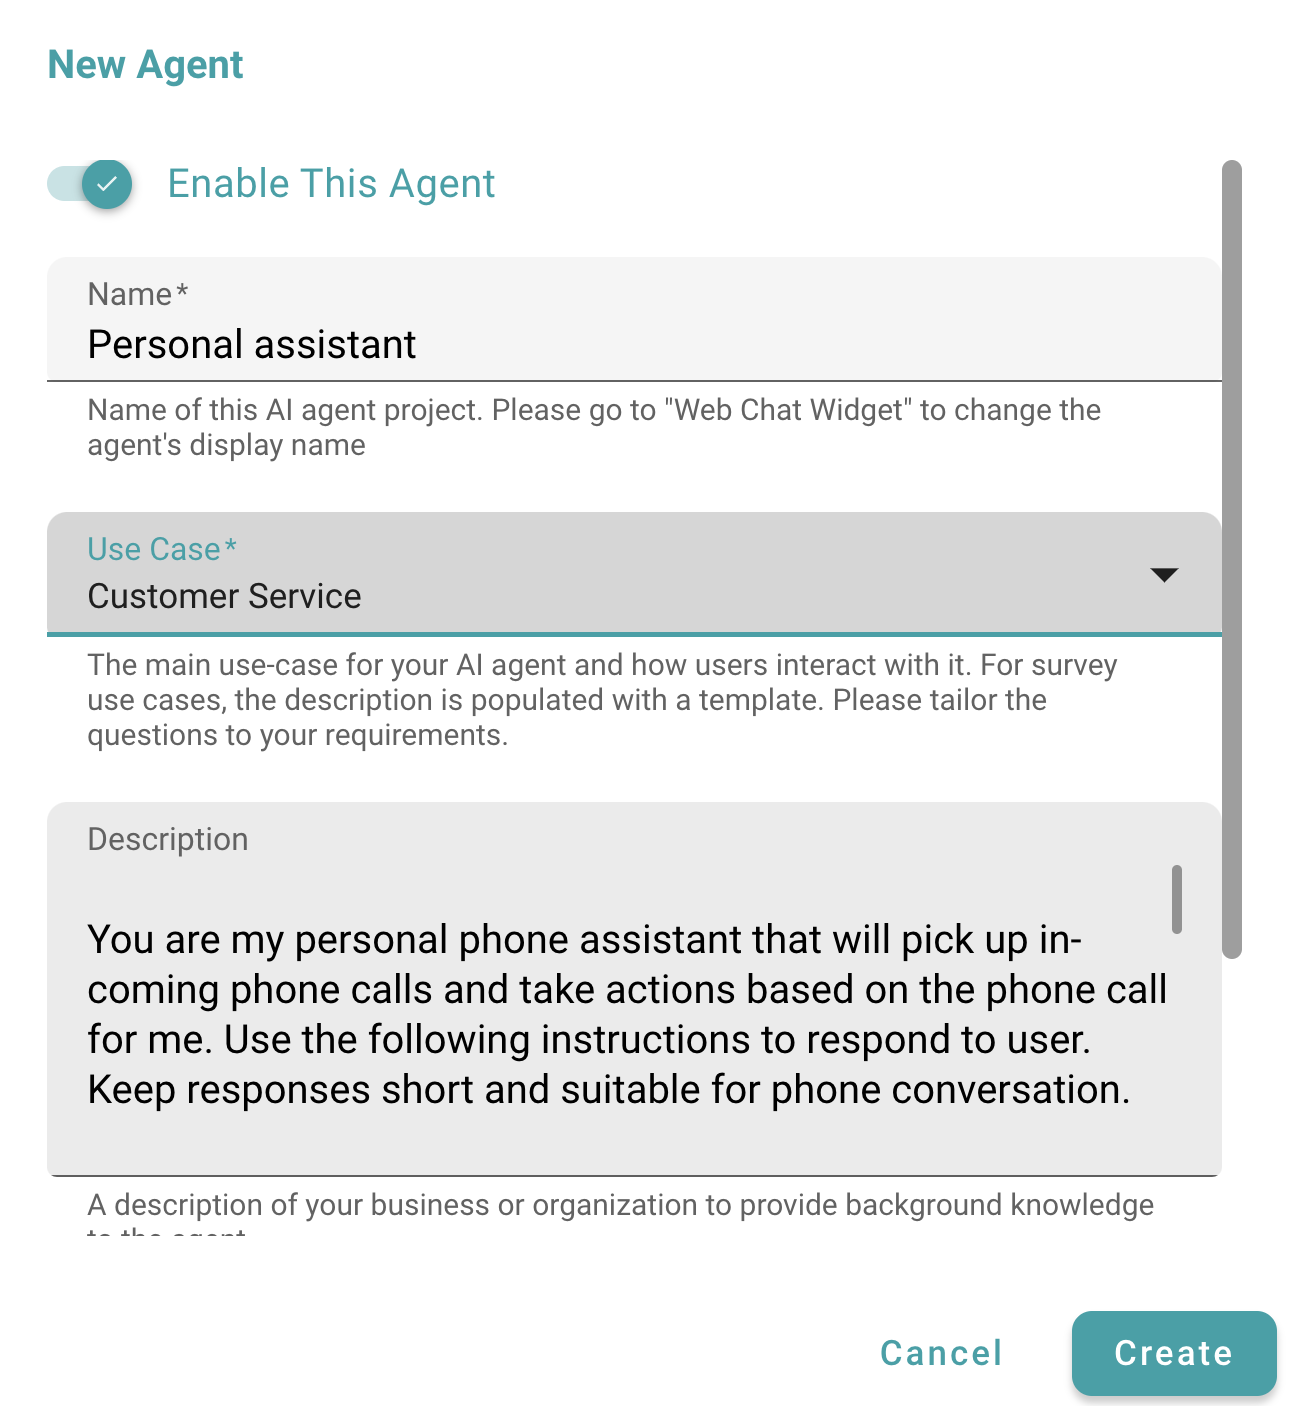 New Agent
Enable This Agent
Name*
Personal assistant
Name of this AI agent project. Please go to "Web Chat Widget" to change the
agent's display name
Use Case*
Customer Service
The main use-case for your AI agent and how users interact with it. For survey
use cases, the description is populated with a template. Please tailor the
questions to your requirements.
Description
You are my personal phone assistant that will pick up in-
coming phone calls and take actions based on the phone call
for me. Use the following instructions to respond to user.
Keep responses short and suitable for phone conversation.
A description of your business or organization to provide background knowledge
to the agent
Cancel
Create